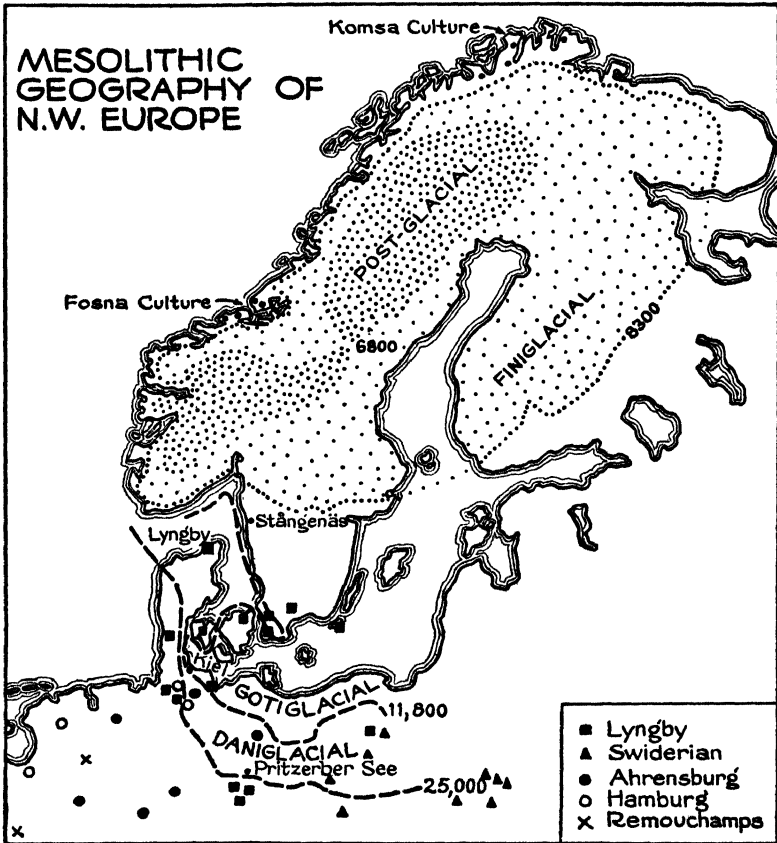 Komsa Culture
MESOLITHIC
GEOGRAPHY OF
N.W. EUROPE
POST-GLACIAL
Fosna Culture
6800
FINIGLACIAL
8300
Stångenäs
Lyngby
Kiel
GOTIGLACIAL
11,800
DANIGLACIAL
Pritzerber See
25,000
Lyngby
Swiderian
Ahrensburg
Hamburg
Remouchamps